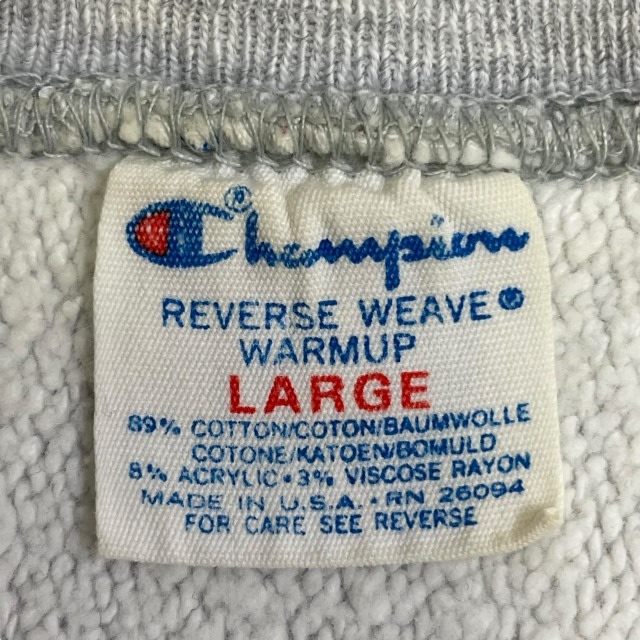 Champion®
REVERSE WEAVE®
WARMUP
LARGE
89% COTTON/COTON/BAUMWOLLE
COTONE/KATOEN/BOMULD
8% ACRYLIC•3% VISCOSE RAYON
MADE IN U.S.A.•RN 26094
FOR CARE SEE REVERSE